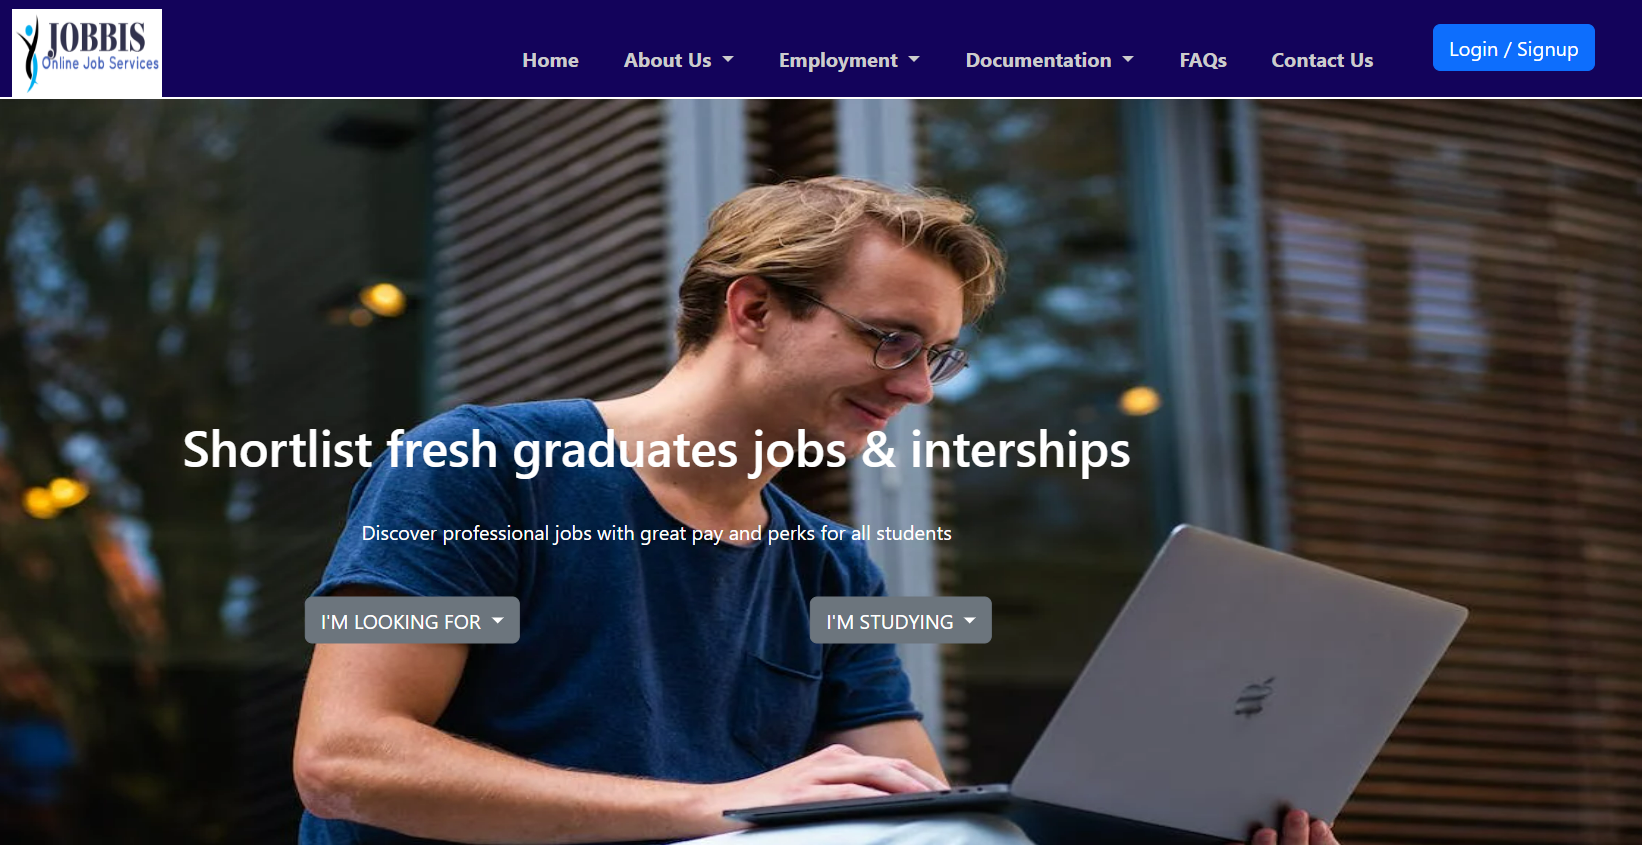 JOBBIS
Online Job Services
Home
About Us
Employment
Documentation
FAQs
Contact Us
Login / Signup
Shortlist fresh graduates jobs & interships
Discover professional jobs with great pay and perks for all students
I'M LOOKING FOR
I'M STUDYING